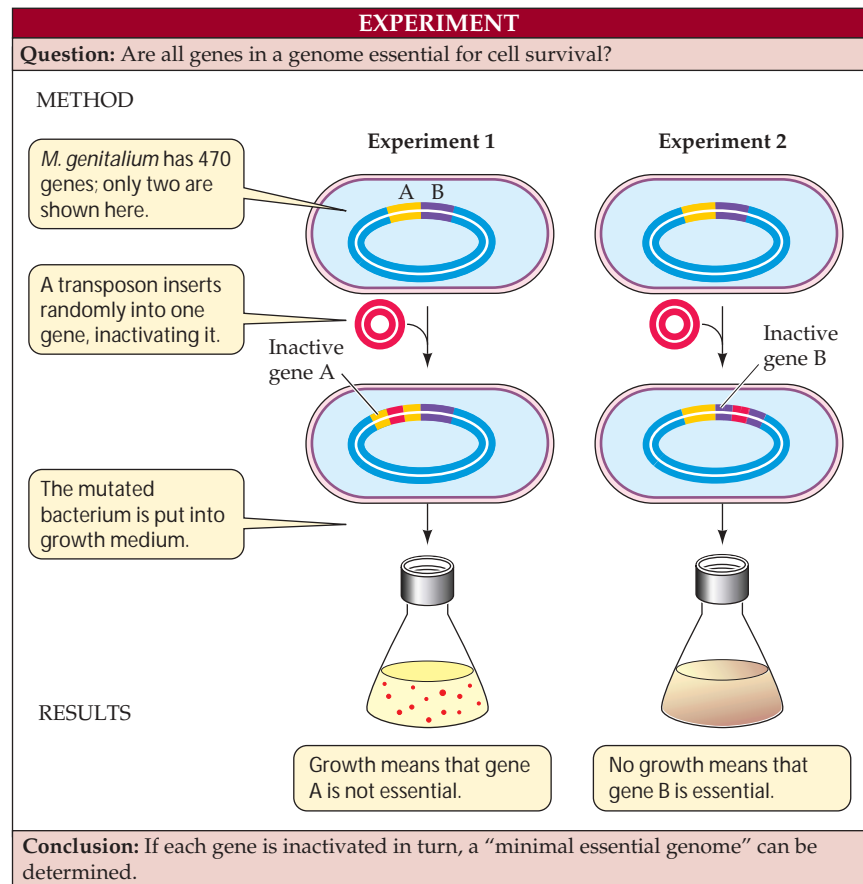 EXPERIMENT
Question: Are all genes in a genome essential for cell survival?
METHOD
Experiment 1
Experiment 2
M. genitalium has 470
genes; only two are
shown here.
A B
A transposon inserts
randomly into one
gene, inactivating it.
Inactive
gene A
Inactive
gene B
The mutated
bacterium is put into
growth medium.
RESULTS
Growth means that gene
A is not essential.
No growth means that
gene B is essential.
Conclusion: If each gene is inactivated in turn, a “minimal essential genome” can be
determined.